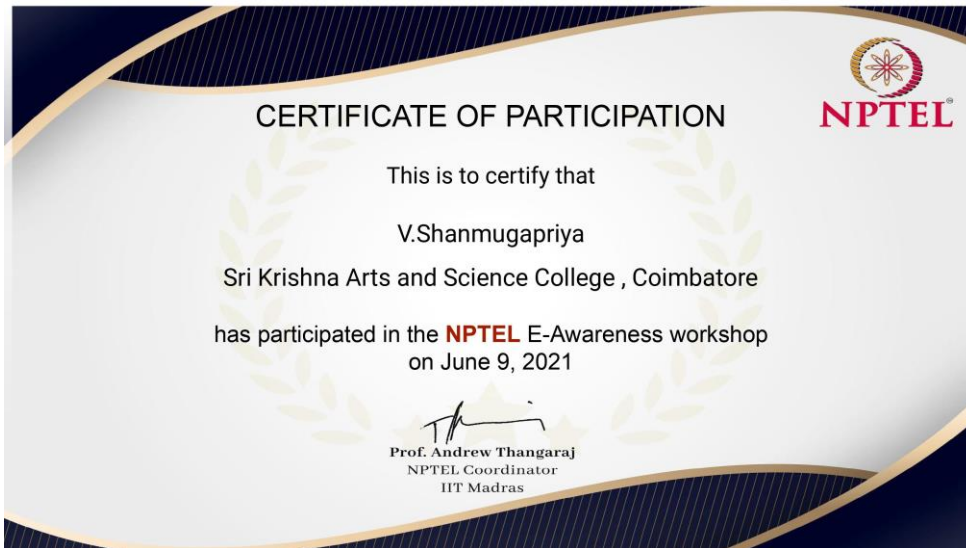 NPTEL
CERTIFICATE OF PARTICIPATION
This is to certify that
V.Shanmugapriya
Sri Krishna Arts and Science College , Coimbatore
has participated in the NPTEL E-Awareness workshop
on June 9, 2021
Prof. Andrew Thangaraj
NPTEL Coordinator
IIT Madras